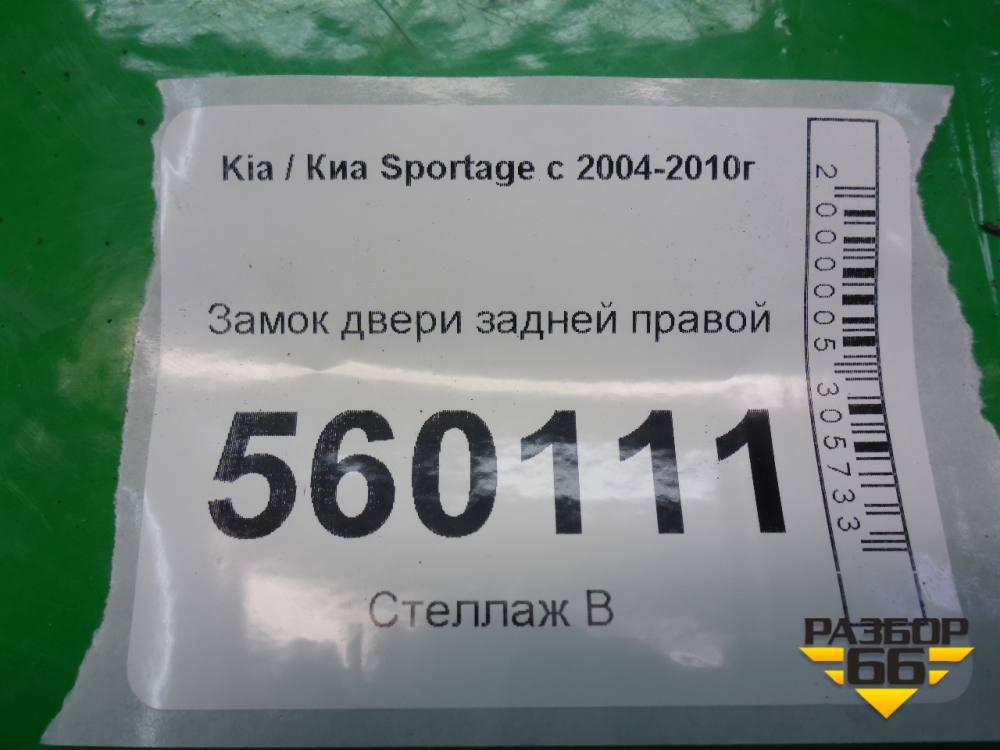 Kia / Киа Sportage с 2004-2010г
Замок двери задней правой
560111
Стеллаж В
2000005305733
РАЗБОР
66